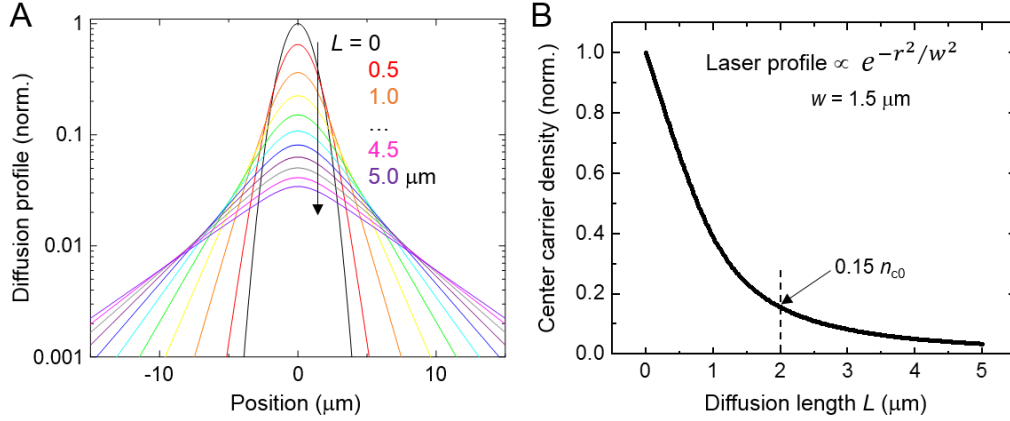 A
Diffusion profile (norm.)
1
0.1
0.01
0.001
L = 0
0.5
1.0
...
4.5
5.0 μm
-10
0
10
Position (μm)
B
Center carrier density (norm.)
1.0
0.8
0.6
0.4
0.2
0.0
Laser profile ∝ e^{-r²/w²}
w = 1.5 μm
0.15 n_{c0}
0
1
2
3
4
5
Diffusion length L (μm)